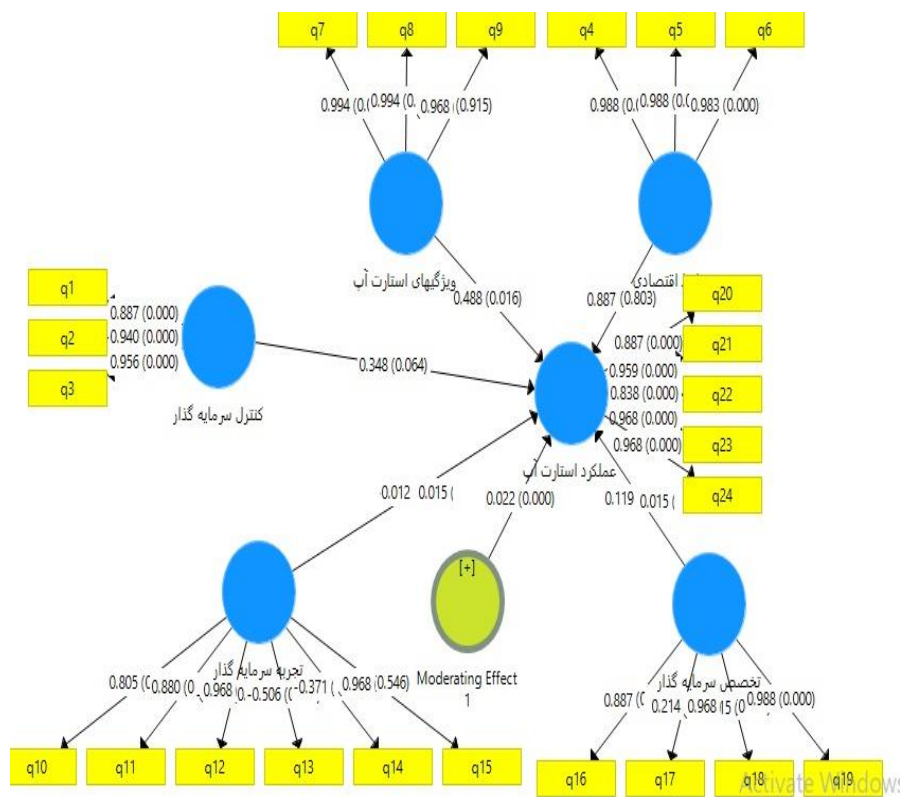 q7
q8
q9
q4
q5
q6
0.994
0.994
0.968
(0.915)
0.988
0.988
0.983 (0.000)
ویژگیهای استارت آپ
اقتصادی
q1
q2
q3
0.887 (0.000)
0.940 (0.000)
0.956 (0.000)
کنترل سرمایه گذار
0.488 (0.016)
0.887 (0.803)
0.348 (0.064)
q20
q21
q22
q23
q24
0.887 (0.000)
0.959 (0.000)
0.838 (0.000)
0.968 (0.000)
0.968 (0.000)
عملکرد استارت آپ
0.012
0.015 (
0.022 (0.000)
0.119
0.015 (
[+]
Moderating Effect
1
تجربه سرمایه گذار
تخصص سرمایه گذار
0.805
0.880
0.968
-0.506
-0.371
0.968
(0.546)
0.887
0.214
0.968
0.988 (0.000)
q10
q11
q12
q13
q14
q15
q16
q17
q18
q19
Activate Windows